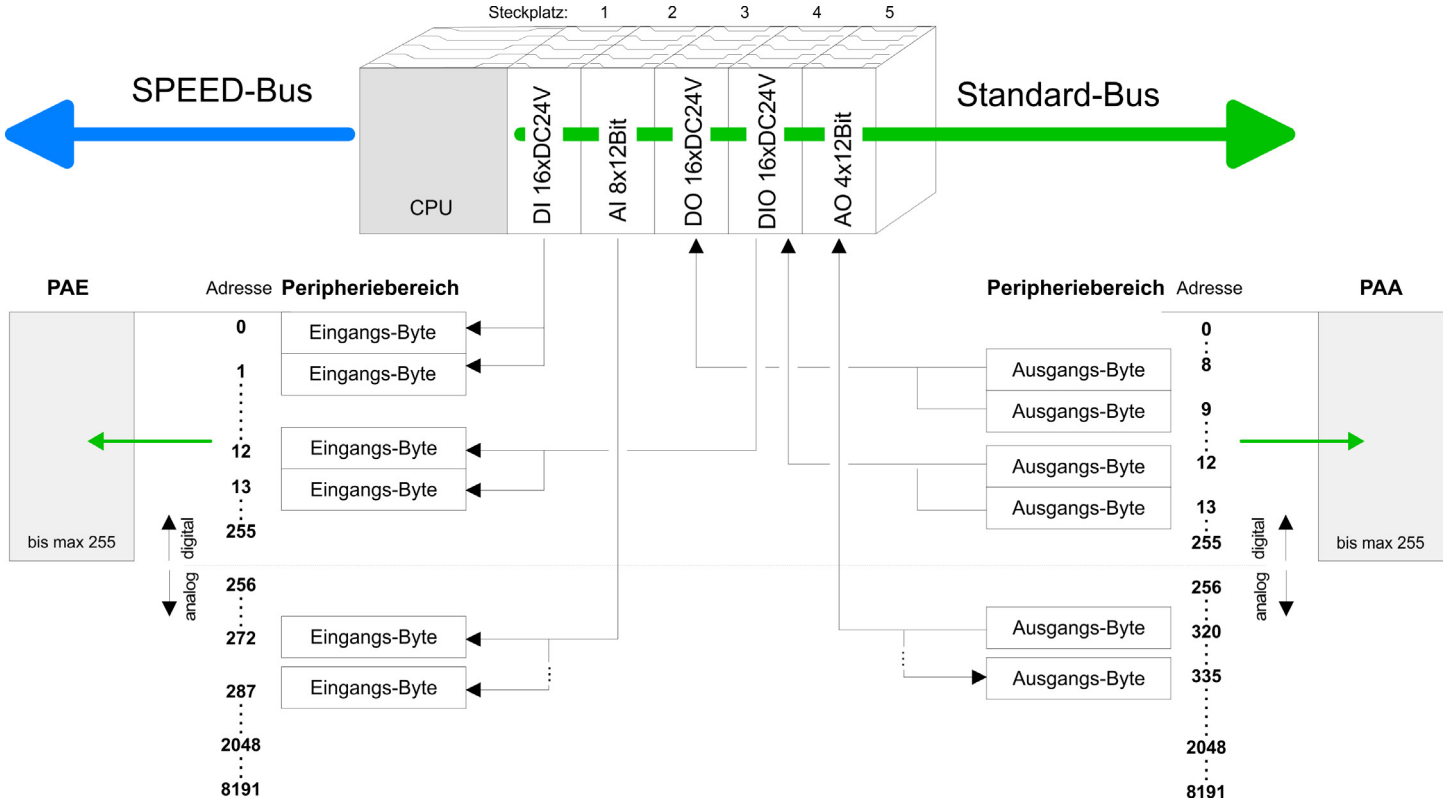 Steckplatz: 1 2 3 4 5
SPEED-Bus
Standard-Bus
CPU
DI 16xDC24V
AI 8x12Bit
DO 16xDC24V
DIO 16xDC24V
AO 4x12Bit
PAE
Adresse Peripheriebereich
0 Eingangs-Byte
1 Eingangs-Byte
12 Eingangs-Byte
13 Eingangs-Byte
255
bis max 255
digital
analog
256
272 Eingangs-Byte
287 Eingangs-Byte
2048
8191
Peripheriebereich Adresse
PAA
0
Ausgangs-Byte 8
Ausgangs-Byte 9
Ausgangs-Byte 12
Ausgangs-Byte 13
255
bis max 255
digital
analog
256
Ausgangs-Byte 320
Ausgangs-Byte 335
2048
8191